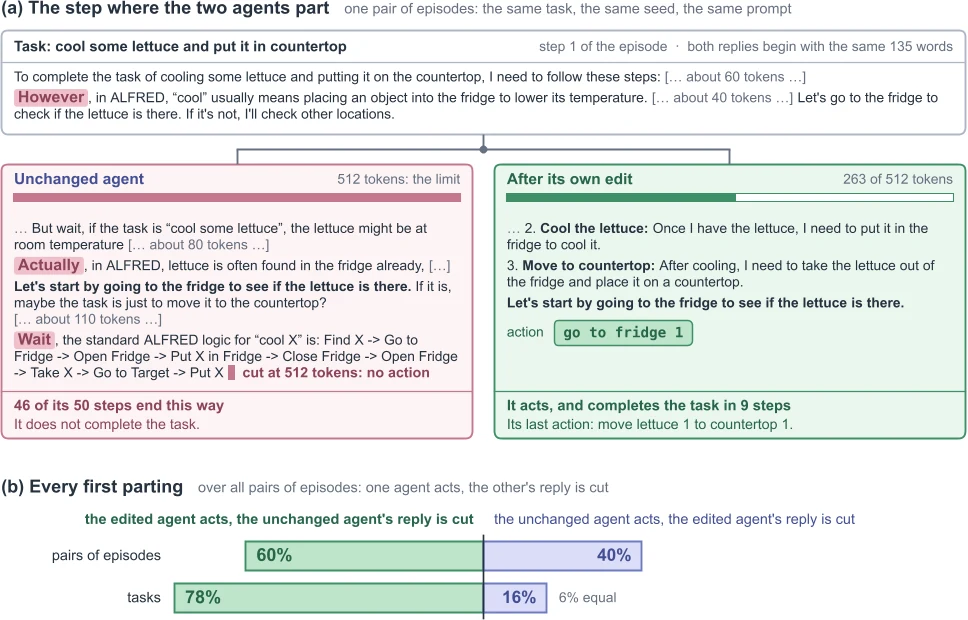 (a) The step where the two agents part one pair of episodes: the same task, the same seed, the same prompt
Task: cool some lettuce and put it in countertop
step 1 of the episode · both replies begin with the same 135 words
To complete the task of cooling some lettuce and putting it on the countertop, I need to follow these steps: [… about 60 tokens …]
However, in ALFRED, “cool” usually means placing an object into the fridge to lower its temperature. [… about 40 tokens …] Let's go to the fridge to
check if the lettuce is there. If it's not, I'll check other locations.
Unchanged agent
512 tokens: the limit
… But wait, if the task is “cool some lettuce”, the lettuce might be at
room temperature [… about 80 tokens …]
Actually, in ALFRED, lettuce is often found in the fridge already, […]
Let's start by going to the fridge to see if the lettuce is there. If it is,
maybe the task is just to move it to the countertop?
[… about 110 tokens …]
Wait, the standard ALFRED logic for “cool X” is: Find X -> Go to
Fridge -> Open Fridge -> Put X in Fridge -> Close Fridge -> Open Fridge
-> Take X -> Go to Target -> Put X cut at 512 tokens: no action
46 of its 50 steps end this way
It does not complete the task.
After its own edit
263 of 512 tokens
… 2. Cool the lettuce: Once I have the lettuce, I need to put it in the
fridge to cool it.
3. Move to countertop: After cooling, I need to take the lettuce out of
the fridge and place it on a countertop.
Let's start by going to the fridge to see if the lettuce is there.
action go to fridge 1
It acts, and completes the task in 9 steps
Its last action: move lettuce 1 to countertop 1.
(b) Every first parting over all pairs of episodes: one agent acts, the other's reply is cut
the edited agent acts, the unchanged agent's reply is cut
the unchanged agent acts, the edited agent's reply is cut
pairs of episodes 60% 40%
tasks 78% 16% 6% equal